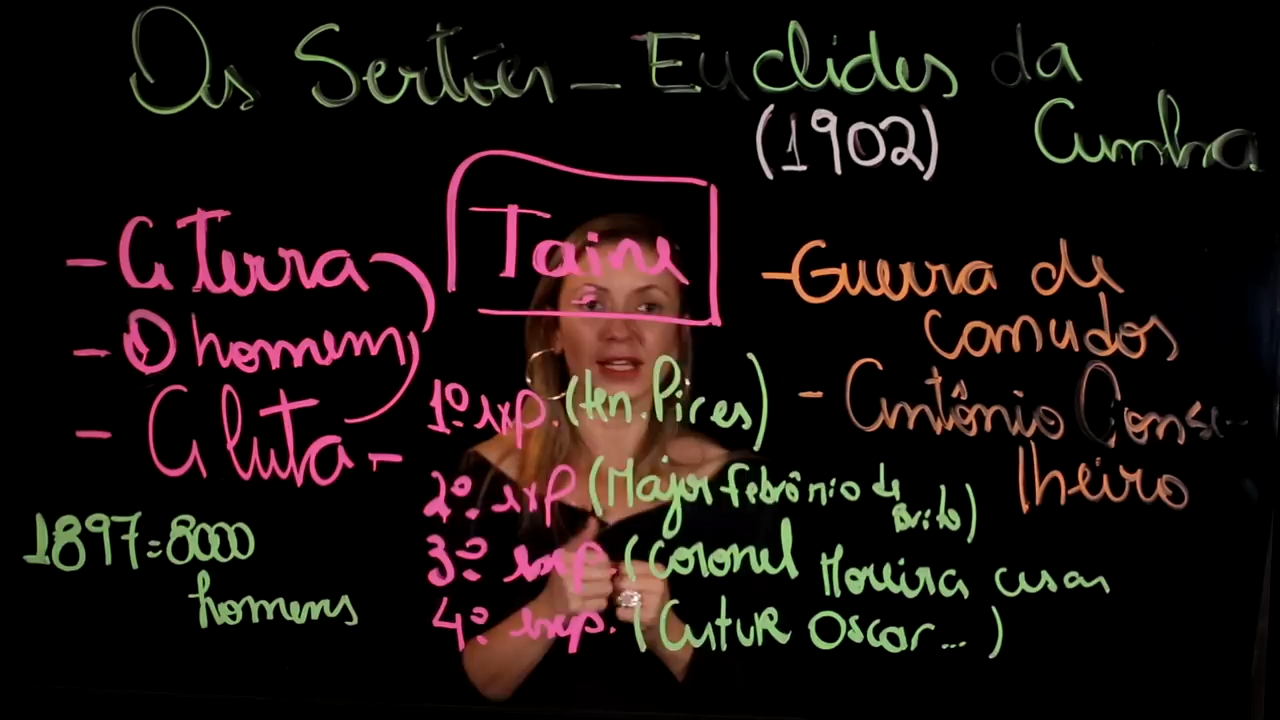 Os Sertões - Euclides da
Cunha
(1902)
Taine
- A Terra
- O homem
- A luta -
1897 = 8000
homens
1º exp. (ten. Pires)
2º exp (Major Febrônio de
Brito)
3º exp. (Coronel Moreira Cesar
4º exp. (Artur Oscar...)
- Guerra de
Canudos
- Antônio Conse-
lheiro